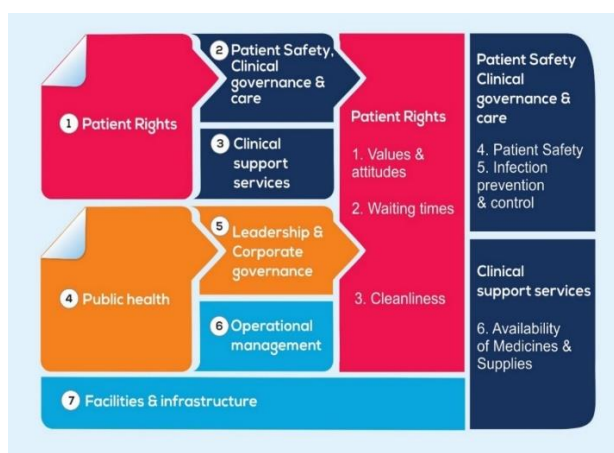 1 Patient Rights
2 Patient Safety,
Clinical
governance &
care
3 Clinical
support
services
4 Public health
5 Leadership &
Corporate
governance
6 Operational
management
7 Facilities & infrastructure
Patient Rights
1. Values &
attitudes
2. Waiting times
3. Cleanliness
Patient Safety
Clinical
governance &
care
4. Patient Safety
5. Infection
prevention
& control
Clinical
support services
6. Availability
of Medicines &
Supplies